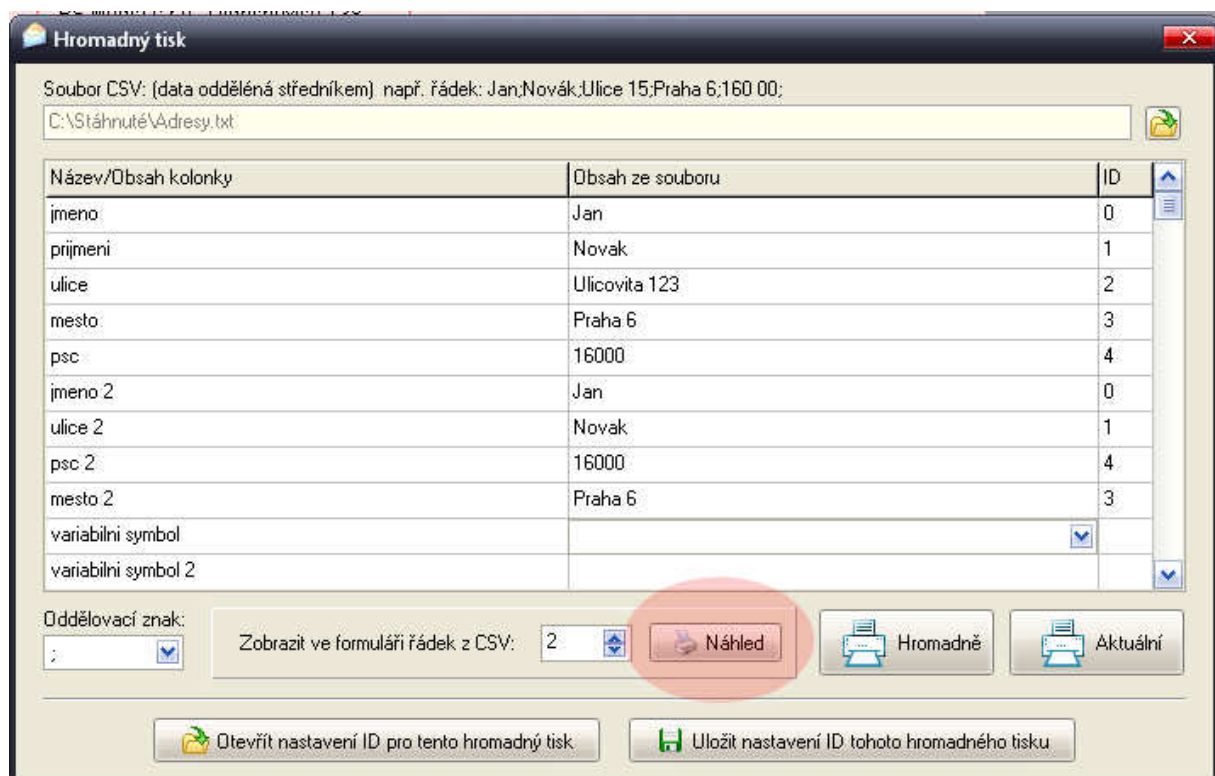 Hromadný tisk
Soubor CSV: (data oddéléná středníkem) např. řádek: Jan;Novák;Ulice 15;Praha 6;160 00;
C:\Stáhnuté\Adresy.txt
Název/Obsah kolonky Obsah ze souboru ID
jmeno Jan 0
prijmeni Novak 1
ulice Ulicovita 123 2
mesto Praha 6 3
psc 16000 4
jmeno 2 Jan 0
ulice 2 Novak 1
psc 2 16000 4
mesto 2 Praha 6 3
variabilni symbol
variabilni symbol 2
Oddělovací znak:
; Zobrazit ve formuláři řádek z CSV: 2 Náhled Hromadně Aktuální
Otevřít nastavení ID pro tento hromadný tisk Uložit nastavení ID tohoto hromadného tisku